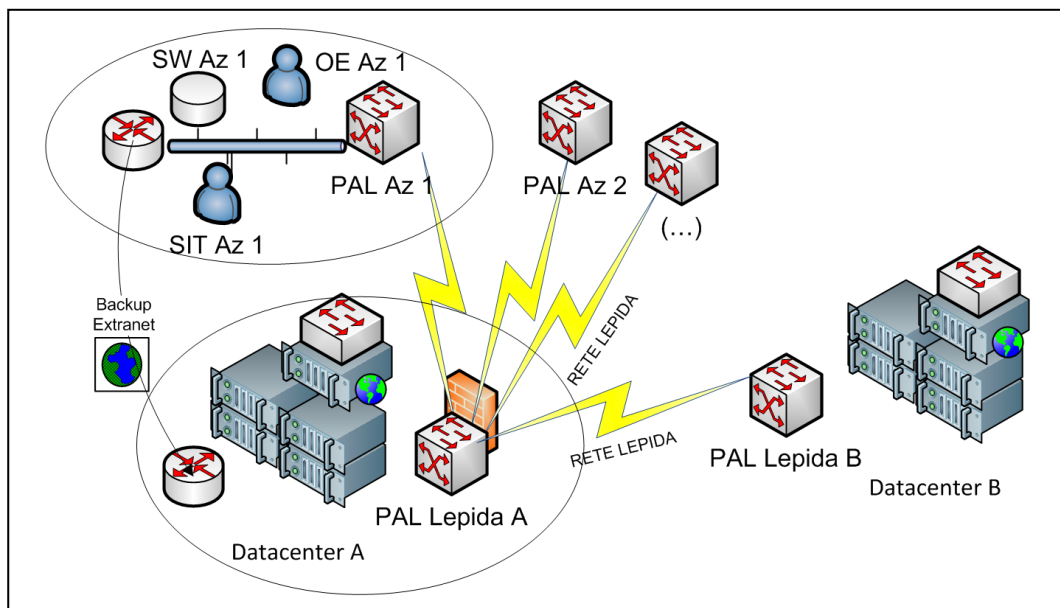 SW Az 1
OE Az 1
PAL Az 1
PAL Az 2
(...)
SIT Az 1
Backup
Extranet
RETE LEPIDA
RETE LEPIDA
PAL Lepida B
Datacenter B
PAL Lepida A
Datacenter A